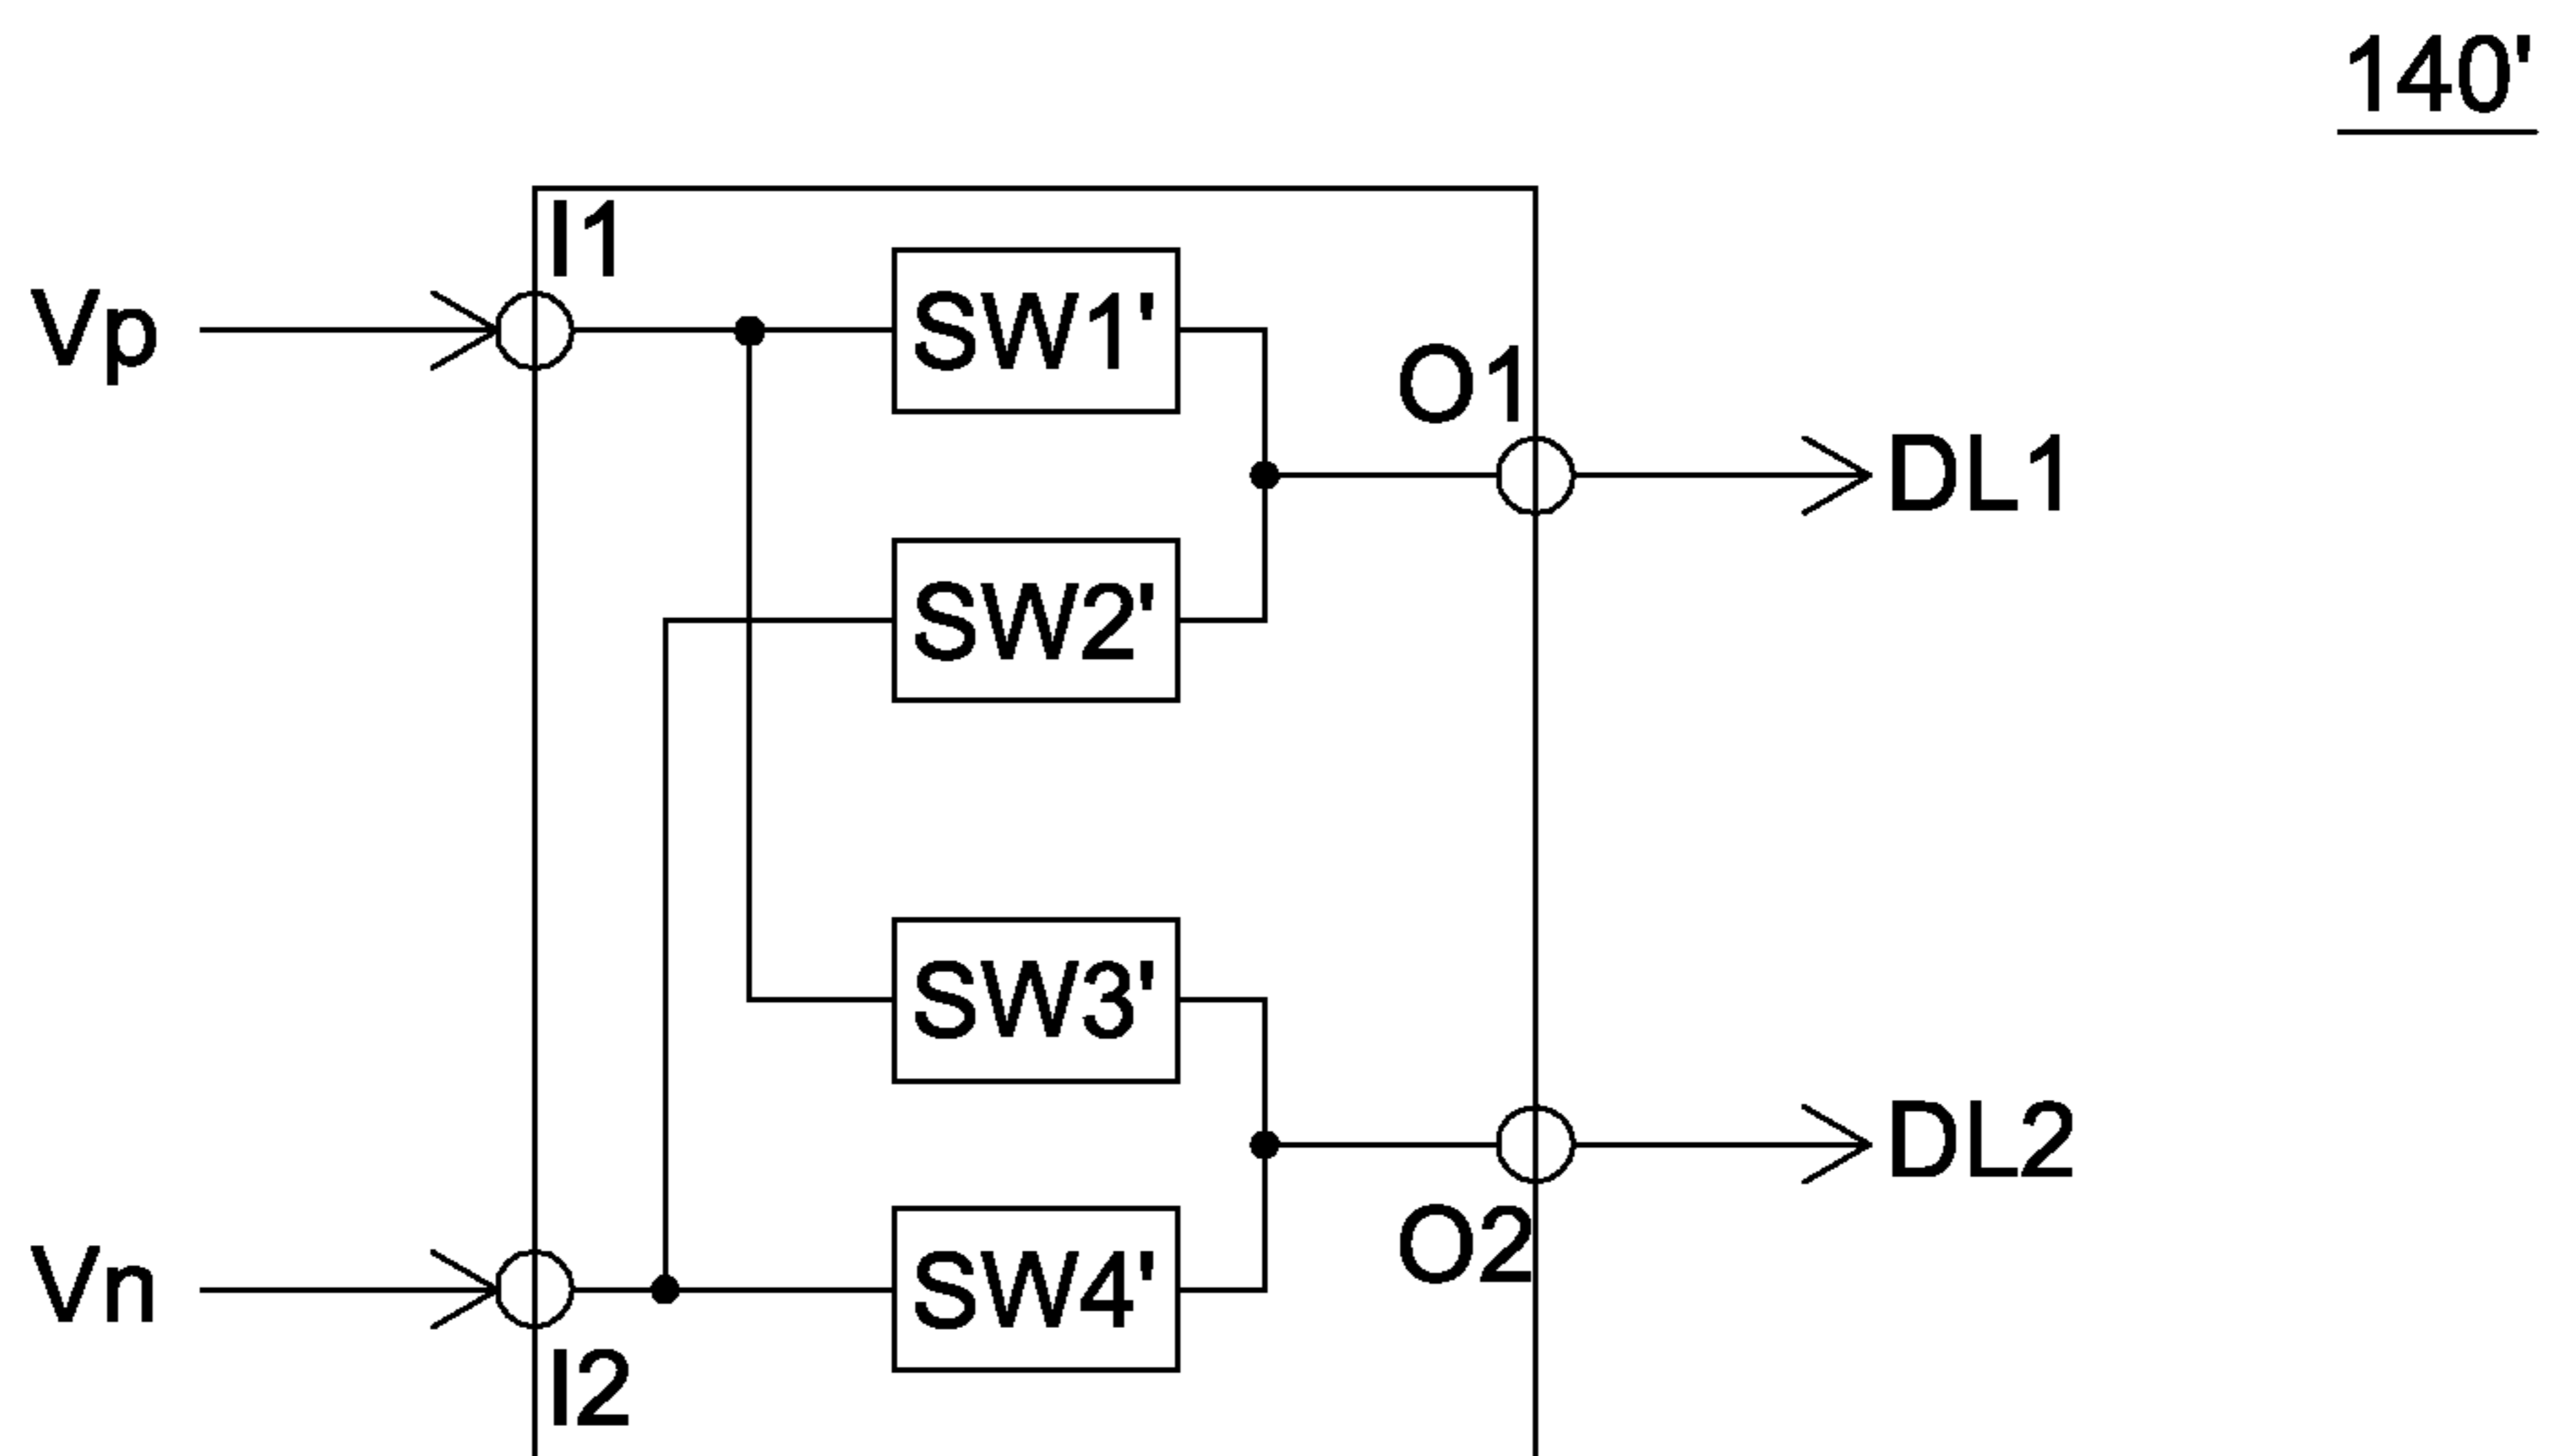 140'
I1
Vp
SW1'
O1
DL1
SW2'
SW3'
DL2
O2
Vn
SW4'
I2